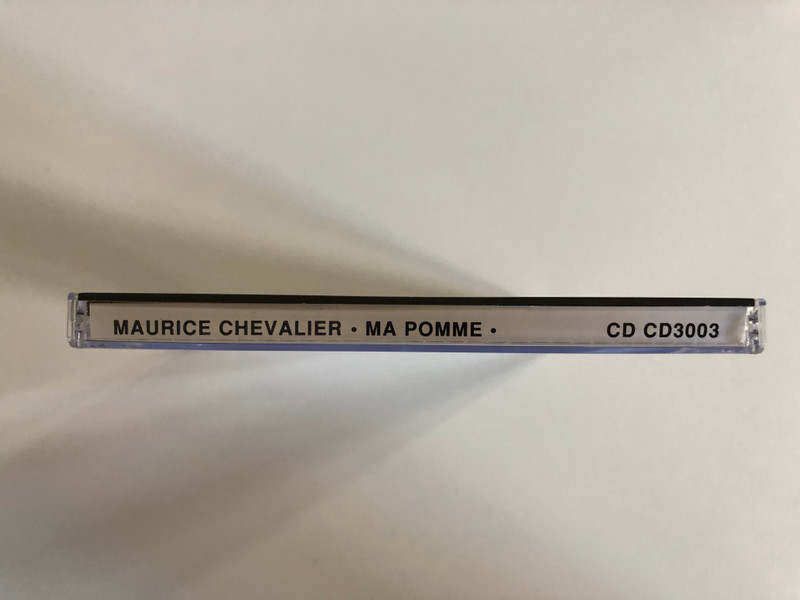 MAURICE CHEVALIER • MA POMME • CD CD3003